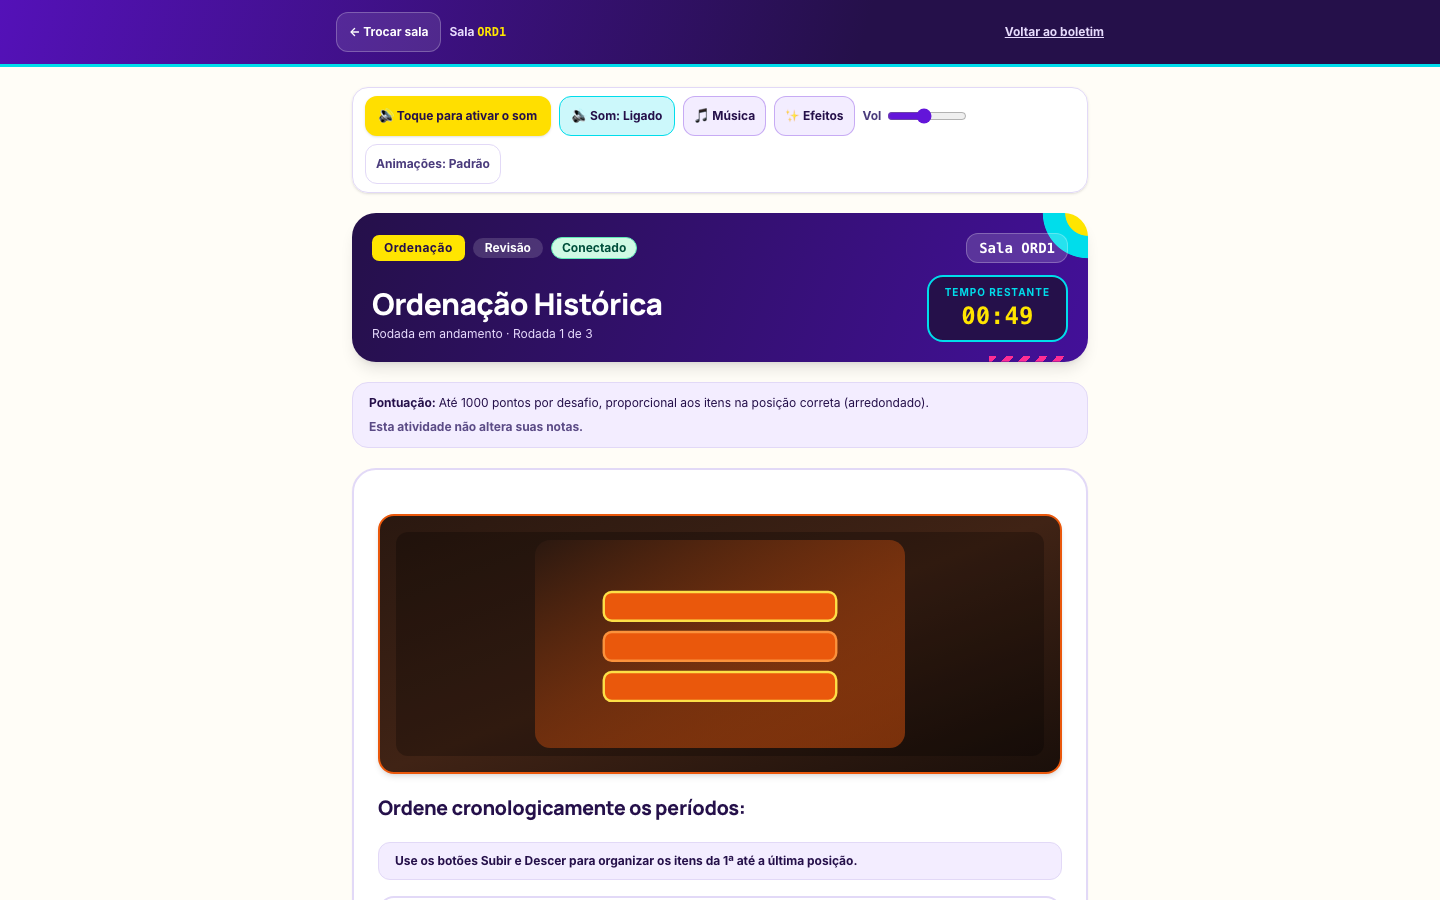 ← Trocar sala Sala ORD1 Voltar ao boletim
🔈 Toque para ativar o som 🔈 Som: Ligado 🎵 Música ✨ Efeitos Vol
Animações: Padrão
Ordenação Revisão Conectado Sala ORD1
TEMPO RESTANTE
00:49
Ordenação Histórica
Rodada em andamento · Rodada 1 de 3
Pontuação: Até 1000 pontos por desafio, proporcional aos itens na posição correta (arredondado).
Esta atividade não altera suas notas.
Ordene cronologicamente os períodos:
Use os botões Subir e Descer para organizar os itens da 1ª até a última posição.